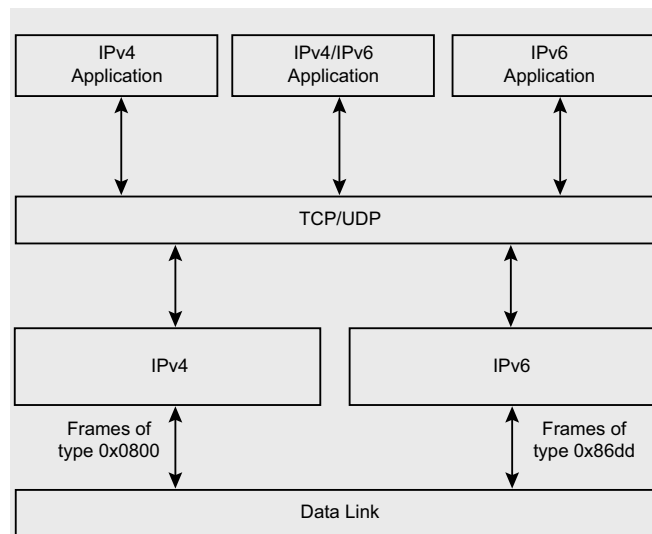 IPv4
Application
IPv4/IPv6
Application
IPv6
Application
TCP/UDP
IPv4
IPv6
Frames of
type 0x0800
Frames of
type 0x86dd
Data Link